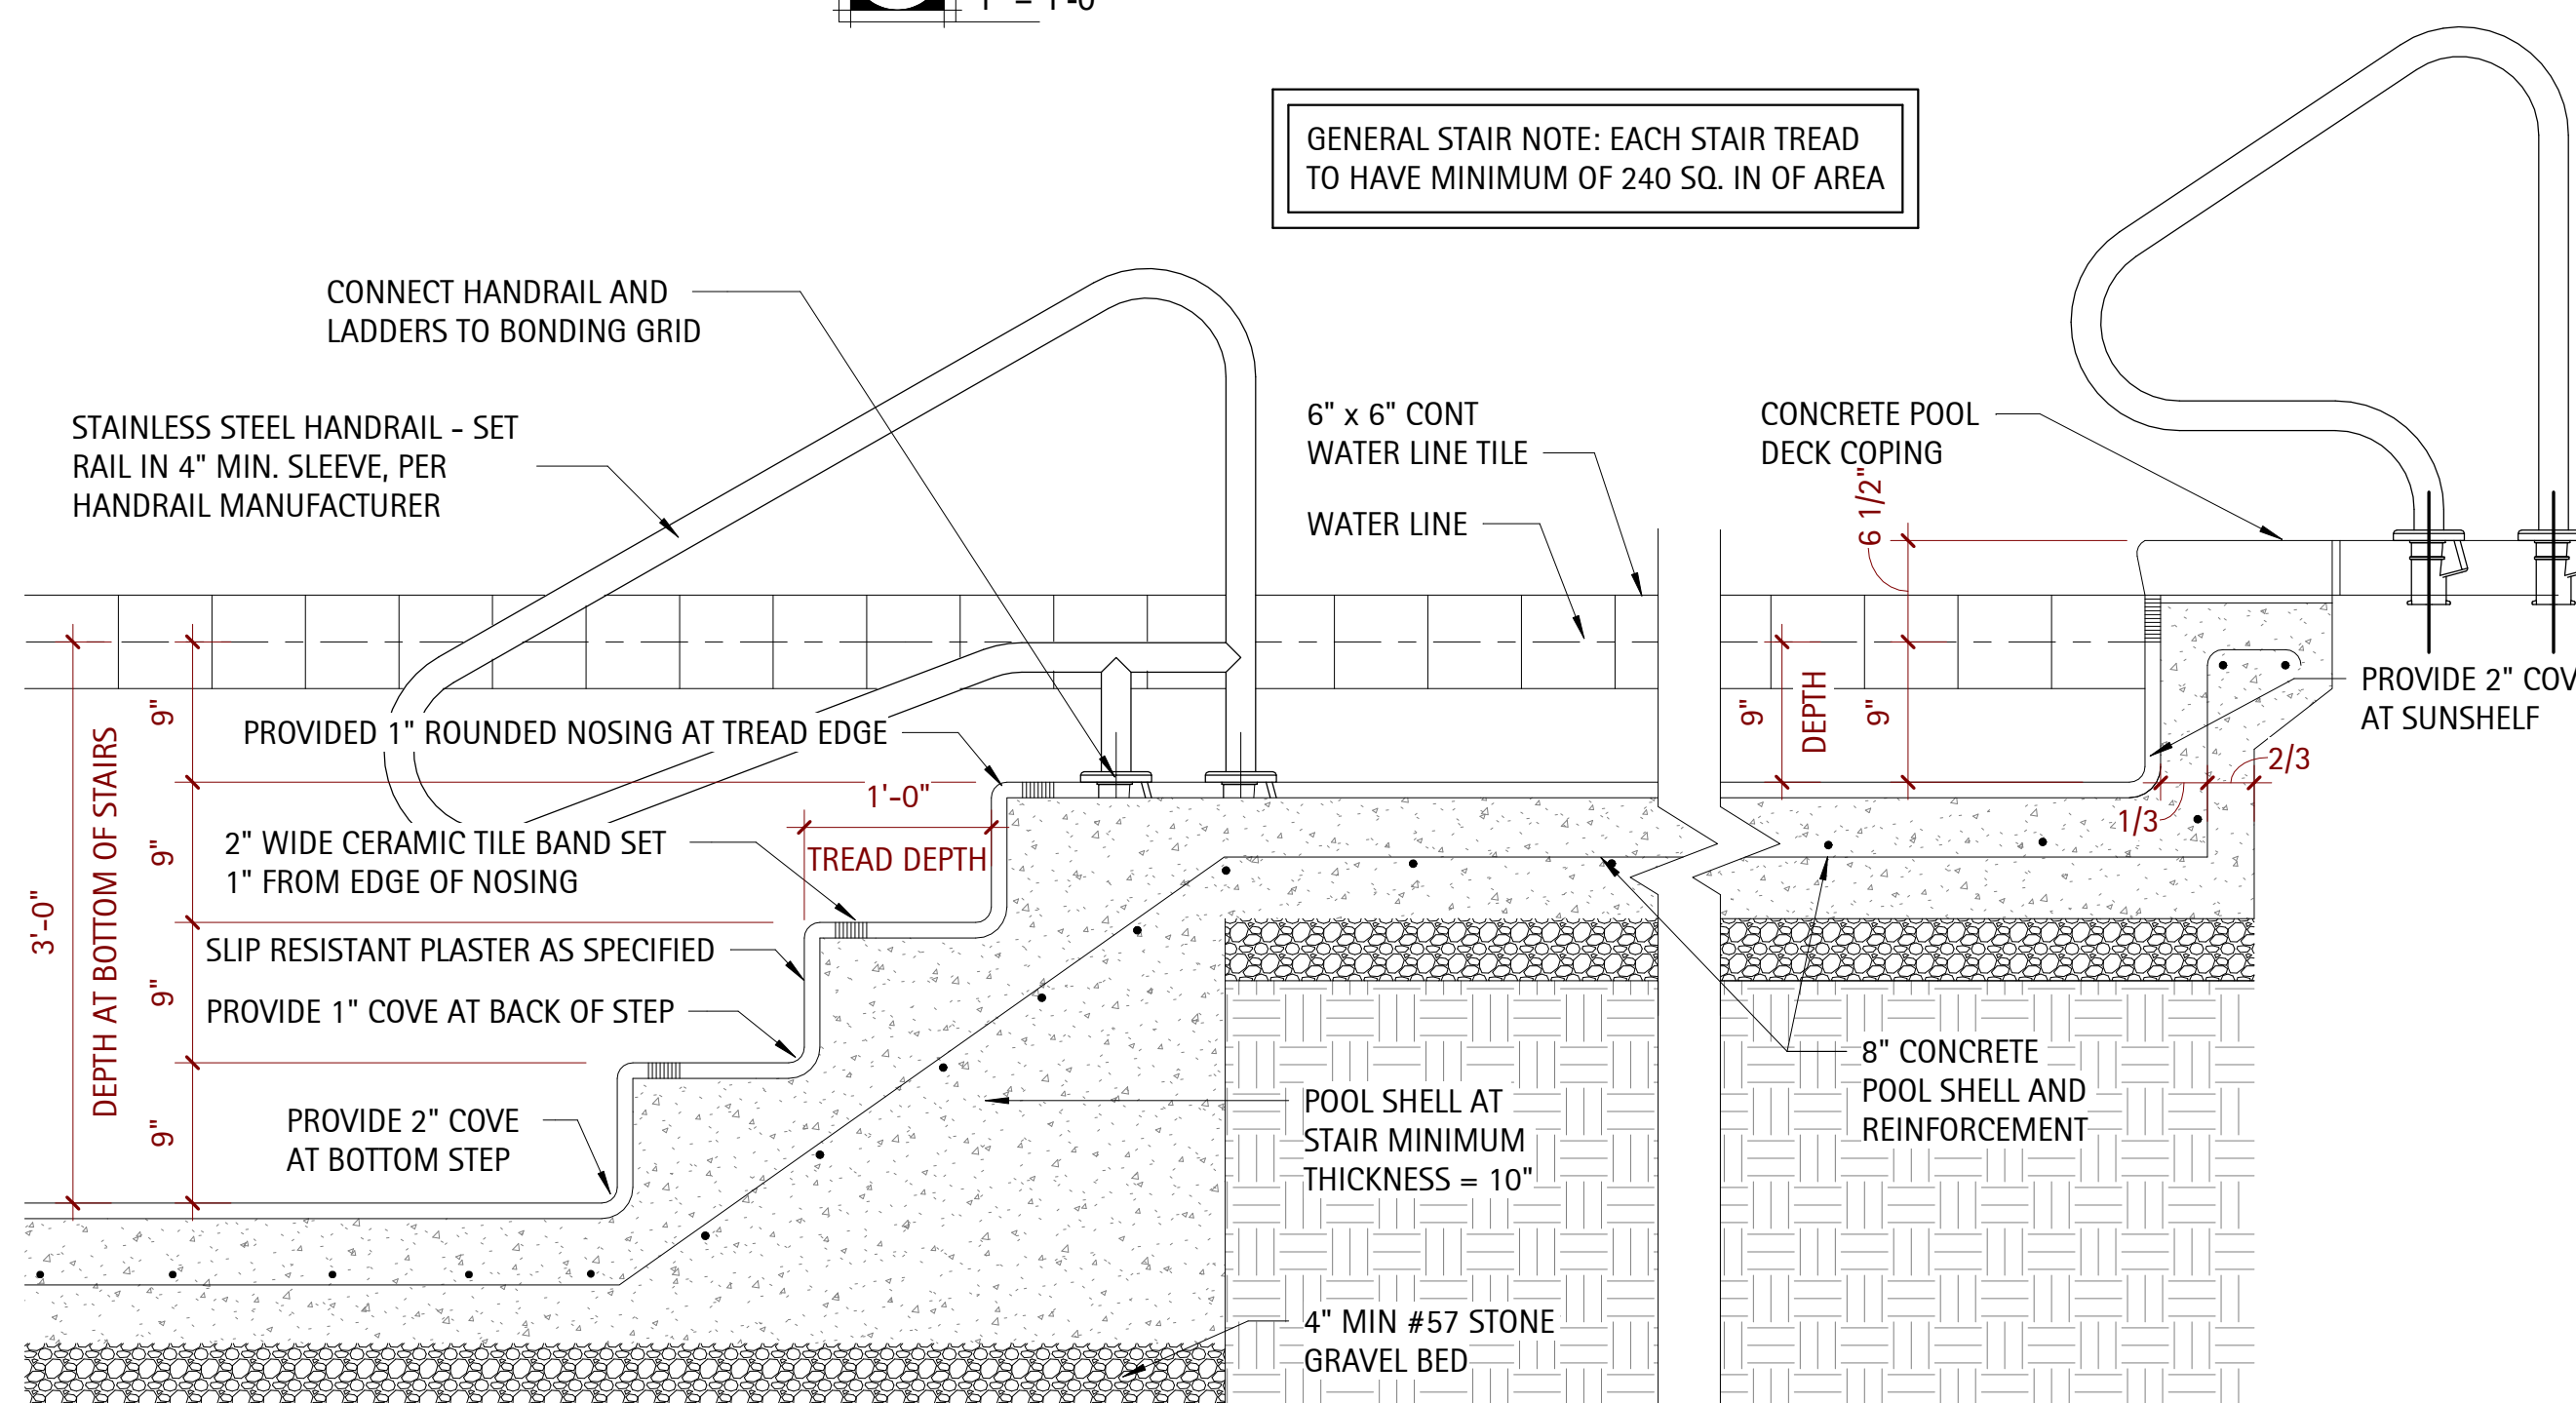 GENERAL STAIR NOTE: EACH STAIR TREAD
TO HAVE MINIMUM OF 240 SQ. IN OF AREA
CONNECT HANDRAIL AND
LADDERS TO BONDING GRID
STAINLESS STEEL HANDRAIL - SET
RAIL IN 4" MIN. SLEEVE, PER
HANDRAIL MANUFACTURER
6" x 6" CONT
WATER LINE TILE
WATER LINE
CONCRETE POOL
DECK COPING
6 1/2"
9"
DEPTH
9"
PROVIDE 2" COV
AT SUNSHELF
2/3
1/3
PROVIDED 1" ROUNDED NOSING AT TREAD EDGE
1'-0"
TREAD DEPTH
2" WIDE CERAMIC TILE BAND SET
1" FROM EDGE OF NOSING
SLIP RESISTANT PLASTER AS SPECIFIED
PROVIDE 1" COVE AT BACK OF STEP
PROVIDE 2" COVE
AT BOTTOM STEP
3'-0"
DEPTH AT BOTTOM OF STAIRS
9"
9"
9"
9"
POOL SHELL AT
STAIR MINIMUM
THICKNESS = 10"
8" CONCRETE
POOL SHELL AND
REINFORCEMENT
4" MIN #57 STONE
GRAVEL BED